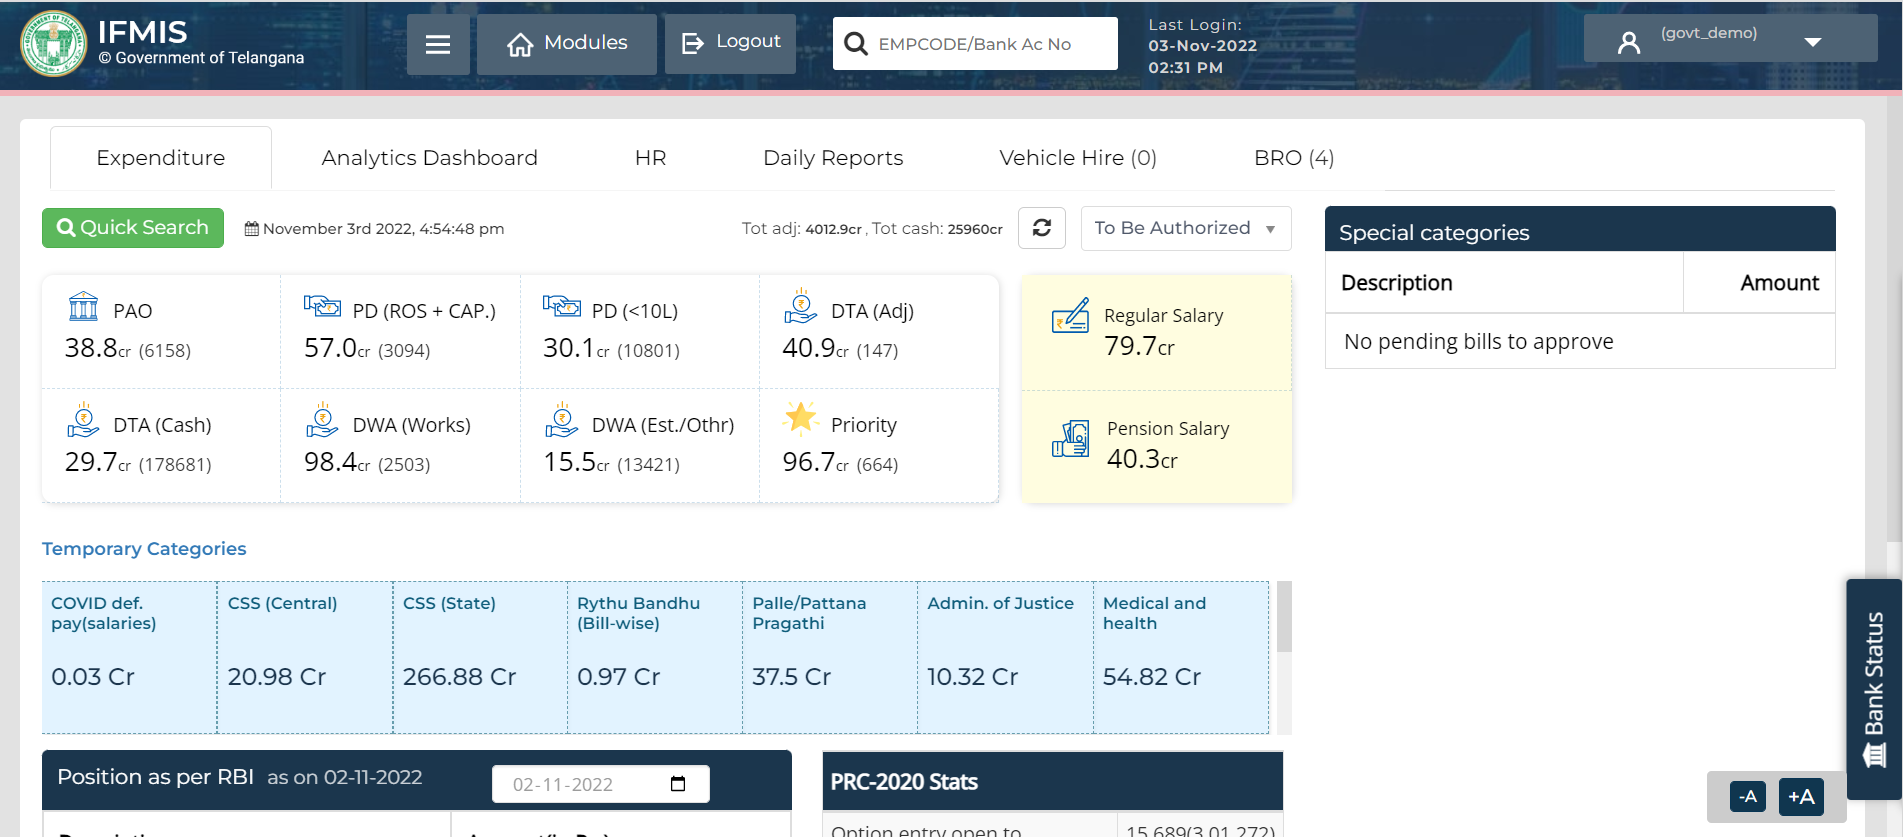 IFMIS
© Government of Telangana
Modules
Logout
EMPCODE/Bank Ac No
Last Login:
03-Nov-2022
02:31 PM
(govt_demo)
Expenditure
Analytics Dashboard
HR
Daily Reports
Vehicle Hire (0)
BRO (4)
Quick Search
November 3rd 2022, 4:54:48 pm
Tot adj: 4012.9cr , Tot cash: 25960cr
To Be Authorized
Special categories
Description Amount
No pending bills to approve
PAO
38.8cr (6158)
PD (ROS + CAP.)
57.0cr (3094)
PD (<10L)
30.1cr (10801)
DTA (Adj)
40.9cr (147)
DTA (Cash)
29.7cr (178681)
DWA (Works)
98.4cr (2503)
DWA (Est./Othr)
15.5cr (13421)
Priority
96.7cr (664)
Regular Salary
79.7cr
Pension Salary
40.3cr
Temporary Categories
COVID def.
pay(salaries)
0.03 Cr
CSS (Central)
20.98 Cr
CSS (State)
266.88 Cr
Rythu Bandhu
(Bill-wise)
0.97 Cr
Palle/Pattana
Pragathi
37.5 Cr
Admin. of Justice
10.32 Cr
Medical and
health
54.82 Cr
Bank Status
Position as per RBI as on 02-11-2022
02-11-2022
PRC-2020 Stats
Option entry open to 15,689(3,01,272)
-A +A